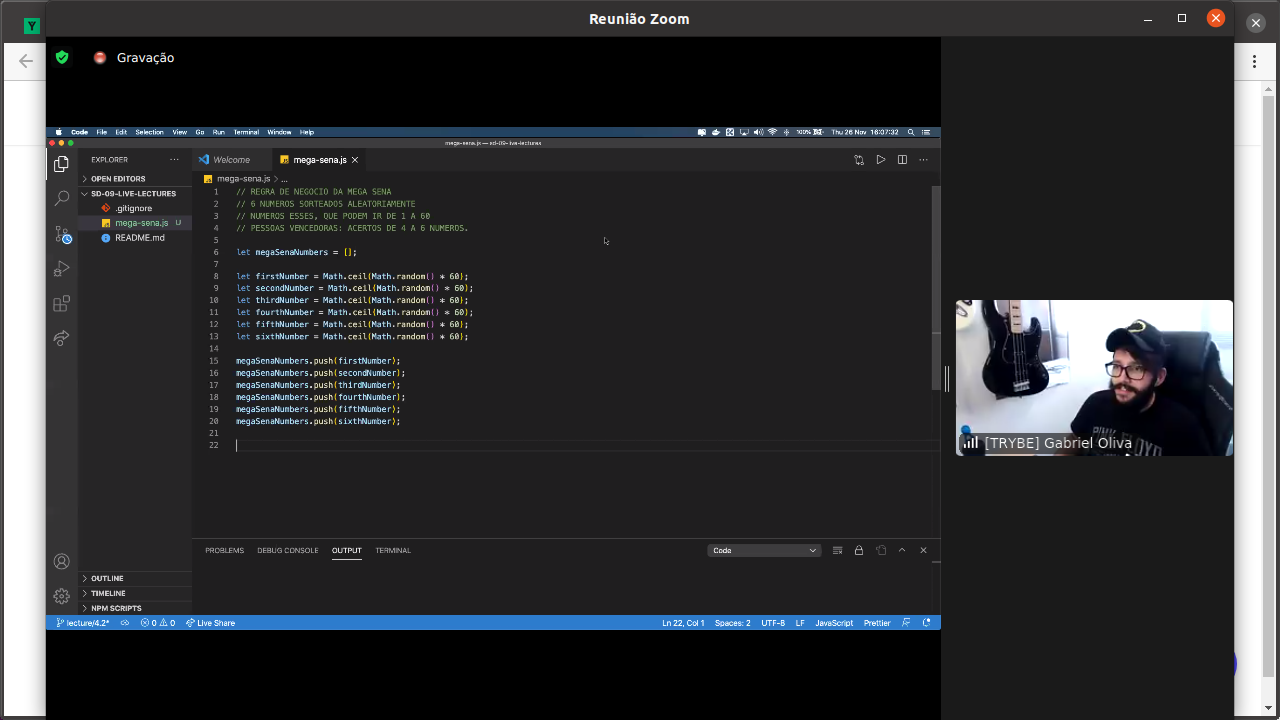 Reunião Zoom
Y
Gravação
Code File Edit Selection View Go Run Terminal Window Help
100% Thu 26 Nov 16:07:32
mega-sena.js — sd-09-live-lectures
EXPLORER
Welcome
mega-sena.js
OPEN EDITORS
SD-09-LIVE-LECTURES
.gitignore
mega-sena.js U
README.md
mega-sena.js > ...
1 // REGRA DE NEGOCIO DA MEGA SENA
2 // 6 NUMEROS SORTEADOS ALEATORIAMENTE
3 // NUMEROS ESSES, QUE PODEM IR DE 1 A 60
4 // PESSOAS VENCEDORAS: ACERTOS DE 4 A 6 NUMEROS.
5
6 let megaSenaNumbers = [];
7
8 let firstNumber = Math.ceil(Math.random() * 60);
9 let secondNumber = Math.ceil(Math.random() * 60);
10 let thirdNumber = Math.ceil(Math.random() * 60);
11 let fourthNumber = Math.ceil(Math.random() * 60);
12 let fifthNumber = Math.ceil(Math.random() * 60);
13 let sixthNumber = Math.ceil(Math.random() * 60);
14
15 megaSenaNumbers.push(firstNumber);
16 megaSenaNumbers.push(secondNumber);
17 megaSenaNumbers.push(thirdNumber);
18 megaSenaNumbers.push(fourthNumber);
19 megaSenaNumbers.push(fifthNumber);
20 megaSenaNumbers.push(sixthNumber);
21
22
PROBLEMS DEBUG CONSOLE OUTPUT TERMINAL
Code
OUTLINE
TIMELINE
NPM SCRIPTS
lecture/4.2* 0 0 Live Share
Ln 22, Col 1 Spaces: 2 UTF-8 LF JavaScript Prettier
[TRYBE] Gabriel Oliva